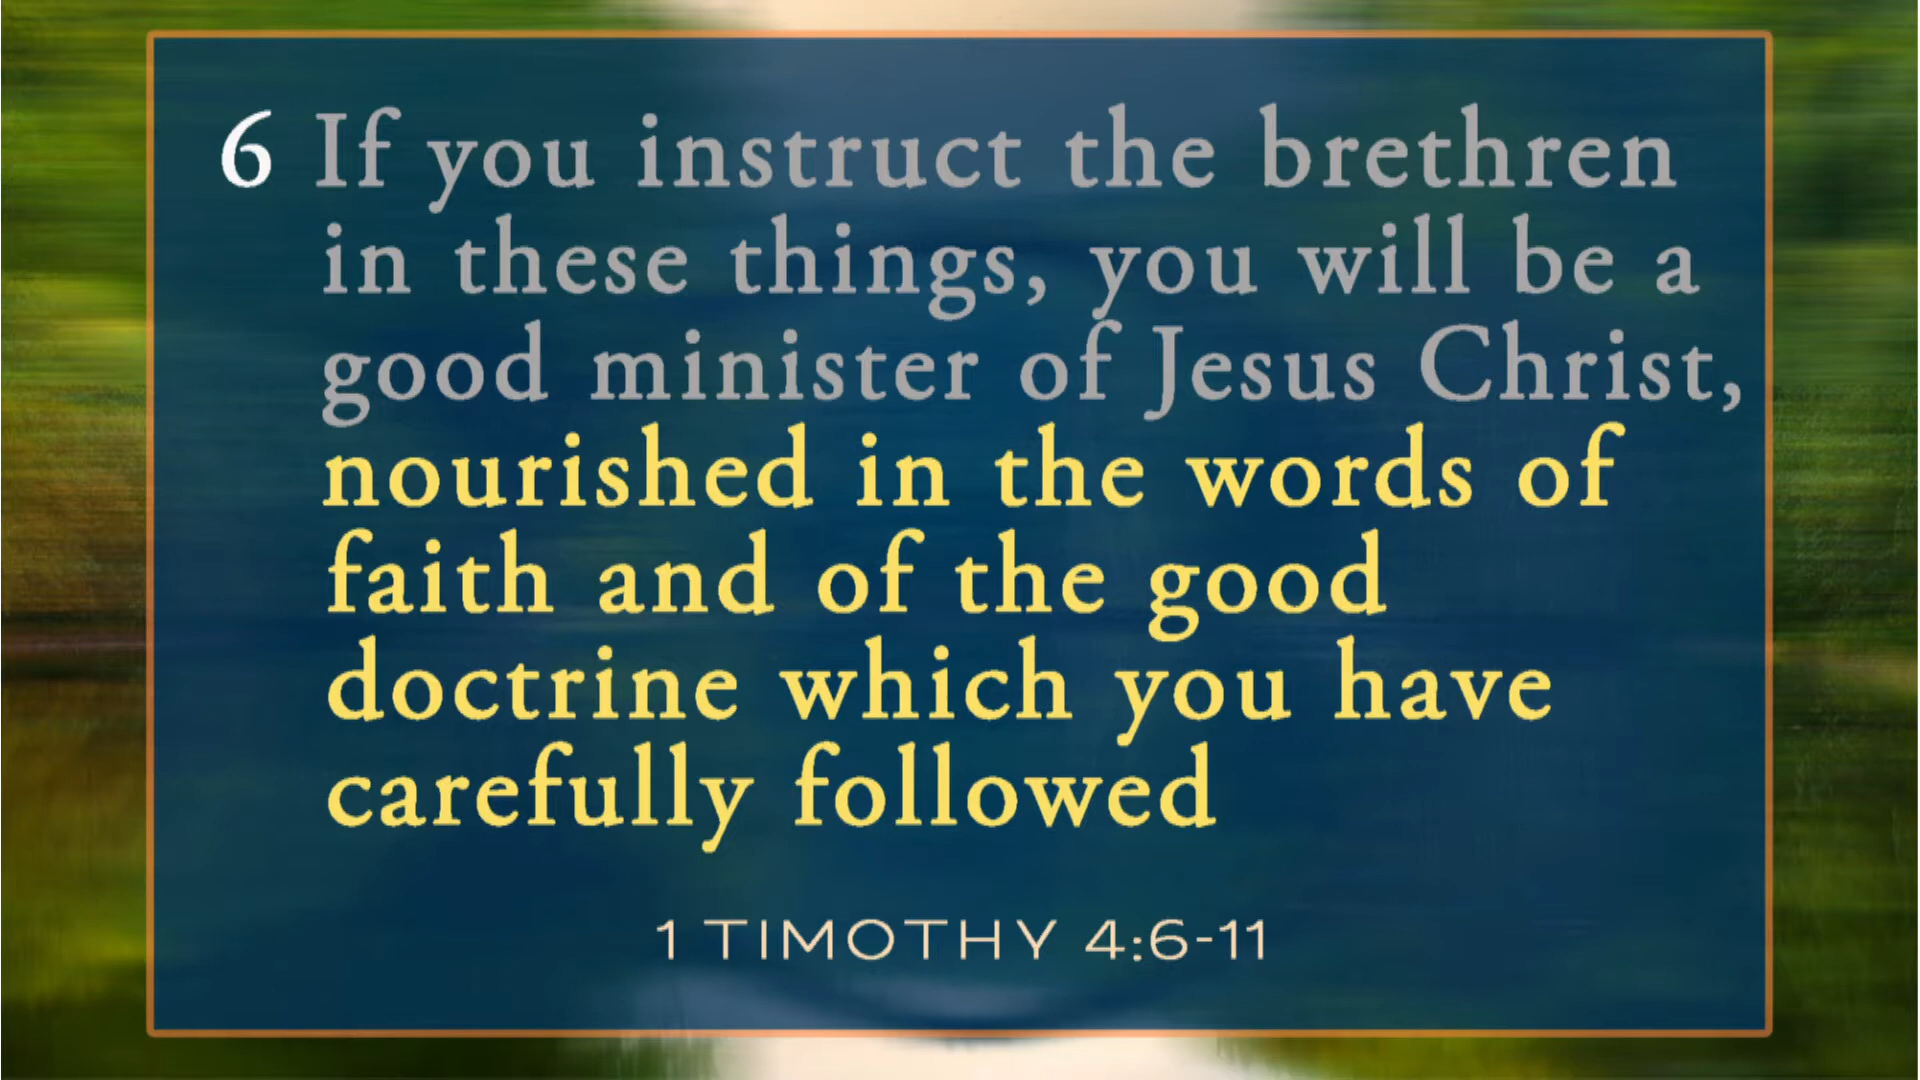 6 If you instruct the brethren
in these things, you will be a
good minister of Jesus Christ,
nourished in the words of
faith and of the good
doctrine which you have
carefully followed
1 TIMOTHY 4:6-11